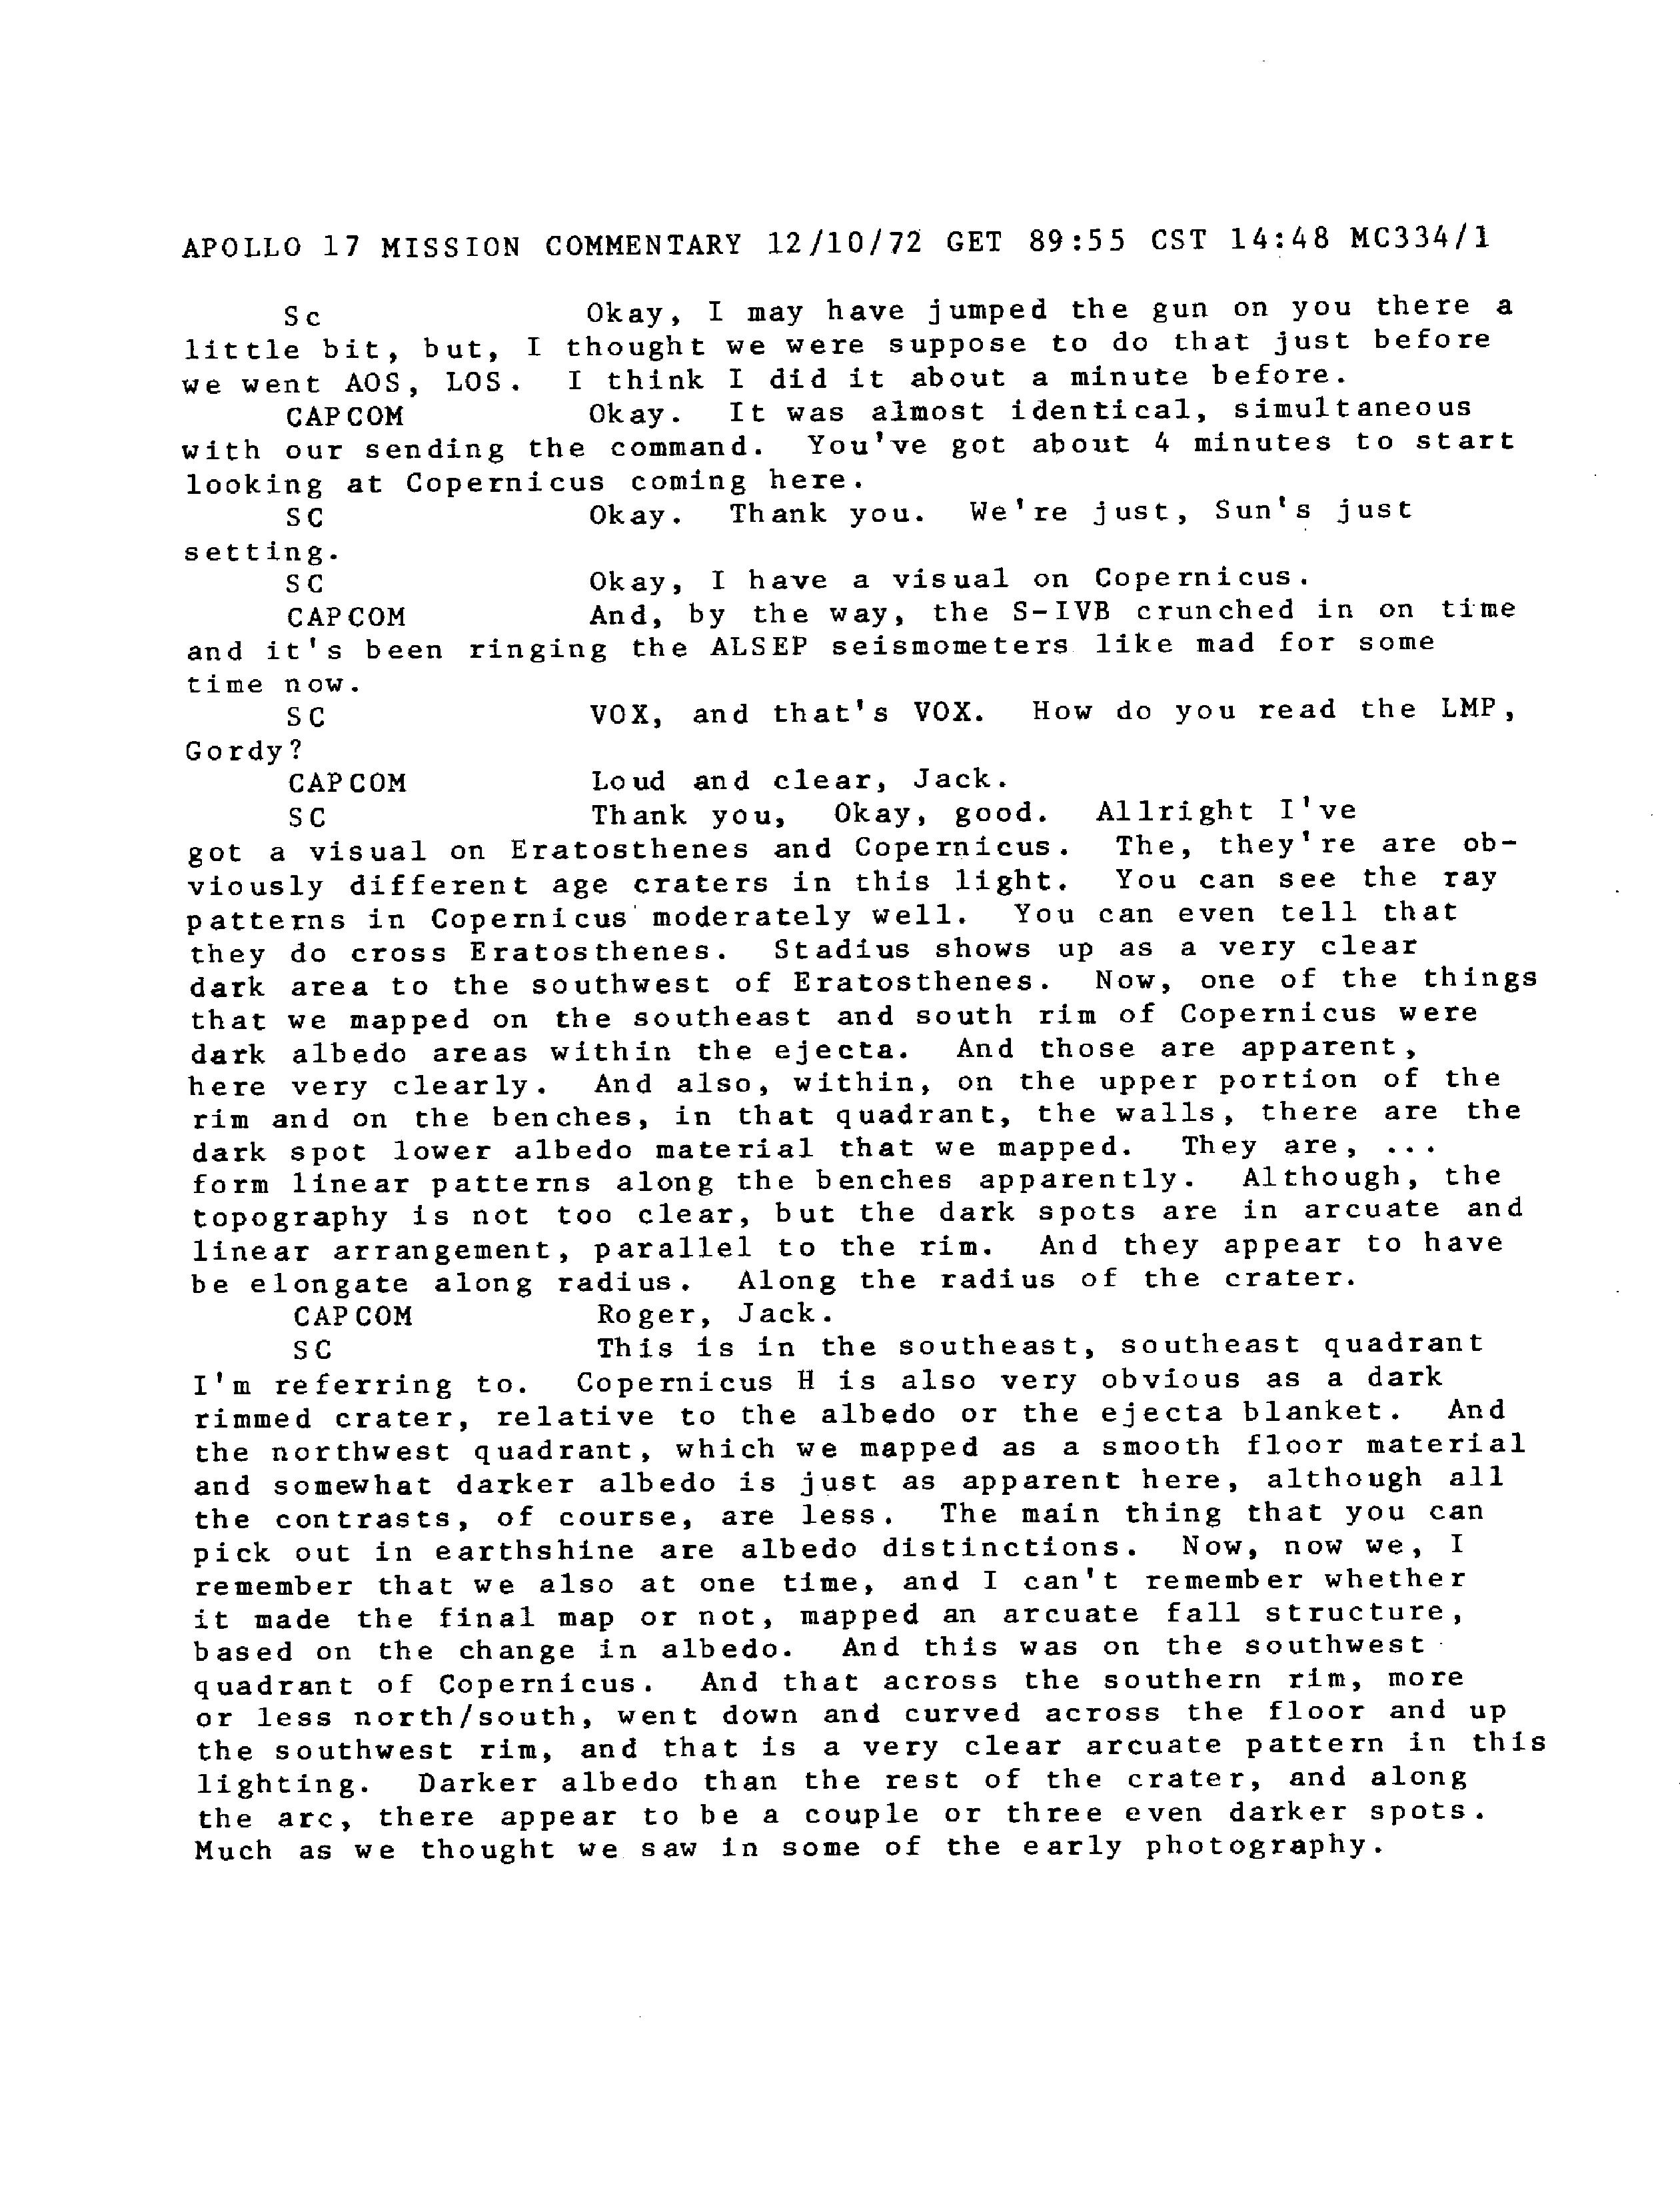 APOLLO 17 MISSION COMMENTARY 12/10/72 GET 89:55 CST 14:48 MC334/1
Sc Okay, I may have jumped the gun on you there a
little bit, but, I thought we were suppose to do that just before
we went AOS, LOS. I think I did it about a minute before.
CAPCOM Okay. It was almost identical, simultaneous
with our sending the command. You've got about 4 minutes to start
looking at Copernicus coming here.
SC Okay. Thank you. We're just, Sun's just
setting.
SC Okay, I have a visual on Copernicus.
CAPCOM And, by the way, the S-IVB crunched in on time
and it's been ringing the ALSEP seismometers like mad for some
time now.
SC VOX, and that's VOX. How do you read the LMP,
Gordy?
CAPCOM Loud and clear, Jack.
SC Thank you, Okay, good. Allright I've
got a visual on Eratosthenes and Copernicus. The, they're are ob-
viously different age craters in this light. You can see the ray
patterns in Copernicus moderately well. You can even tell that
they do cross Eratosthenes. Stadius shows up as a very clear
dark area to the southwest of Eratosthenes. Now, one of the things
that we mapped on the southeast and south rim of Copernicus were
dark albedo areas within the ejecta. And those are apparent,
here very clearly. And also, within, on the upper portion of the
rim and on the benches, in that quadrant, the walls, there are the
dark spot lower albedo material that we mapped. They are, ...
form linear patterns along the benches apparently. Although, the
topography is not too clear, but the dark spots are in arcuate and
linear arrangement, parallel to the rim. And they appear to have
be elongate along radius. Along the radius of the crater.
CAPCOM Roger, Jack.
SC This is in the southeast, southeast quadrant
I'm referring to. Copernicus H is also very obvious as a dark
rimmed crater, relative to the albedo or the ejecta blanket. And
the northwest quadrant, which we mapped as a smooth floor material
and somewhat darker albedo is just as apparent here, although all
the contrasts, of course, are less. The main thing that you can
pick out in earthshine are albedo distinctions. Now, now we, I
remember that we also at one time, and I can't remember whether
it made the final map or not, mapped an arcuate fall structure,
based on the change in albedo. And this was on the southwest
quadrant of Copernicus. And that across the southern rim, more
or less north/south, went down and curved across the floor and up
the southwest rim, and that is a very clear arcuate pattern in this
lighting. Darker albedo than the rest of the crater, and along
the arc, there appear to be a couple or three even darker spots.
Much as we thought we saw in some of the early photography.